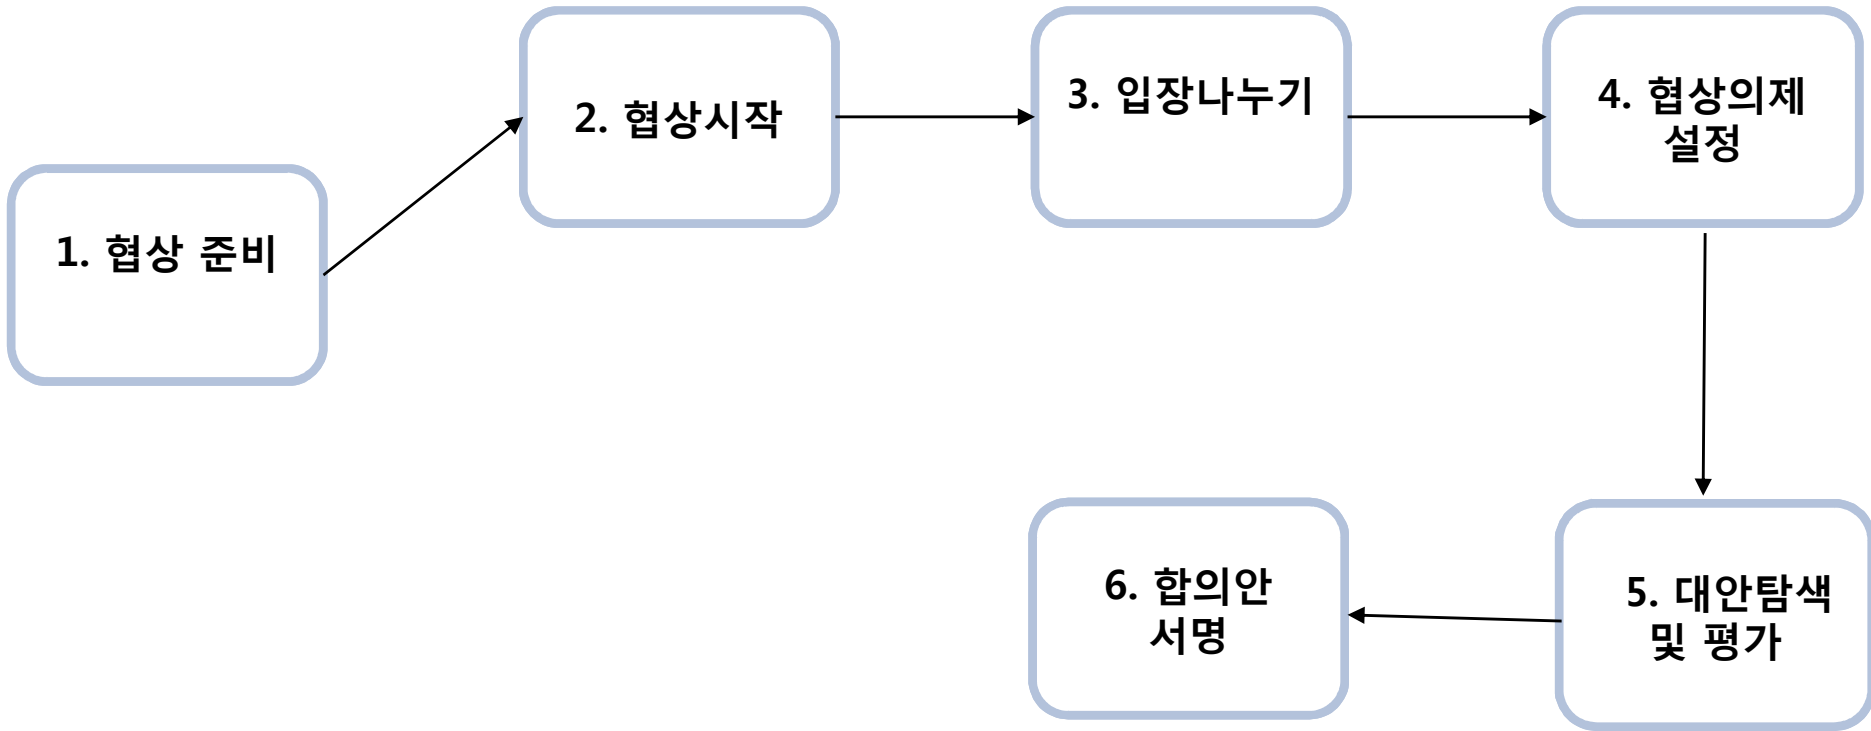 1. 협상 준비
2. 협상시작
3. 입장나누기
4. 협상의제
설정
5. 대안탐색
및 평가
6. 합의안
서명